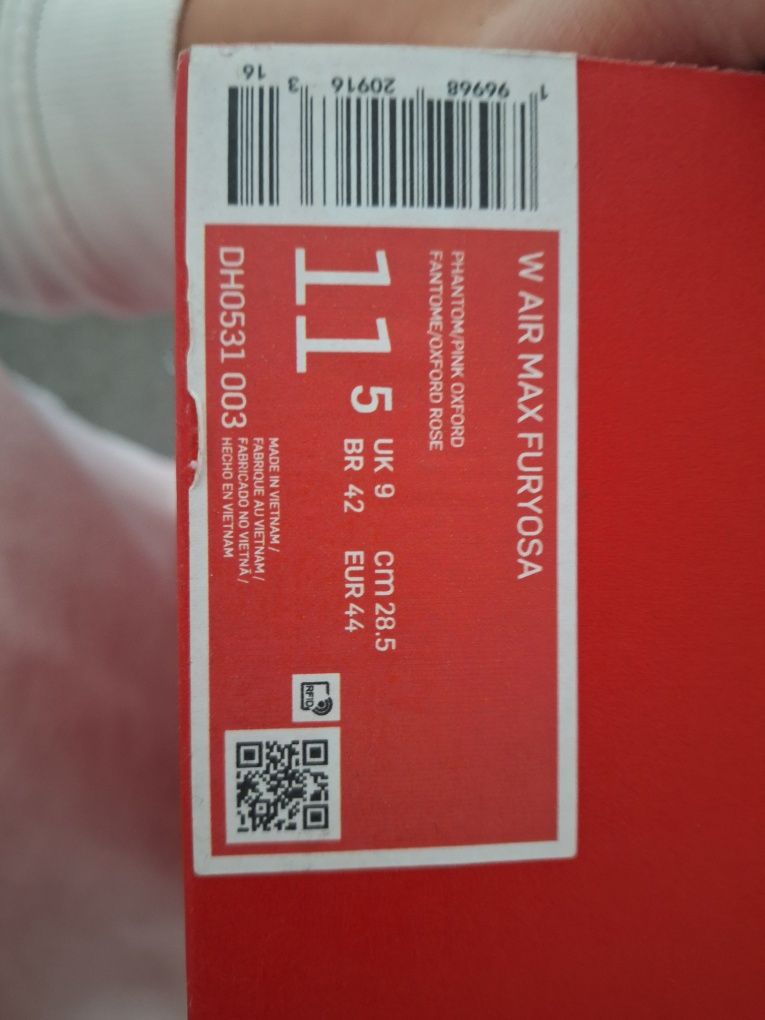 W AIR MAX FURYOSA
PHANTOM/PINK OXFORD
FANTOME/OXFORD ROSE
11 5
UK 9 Cm 28.5
BR 42 EUR 44
DH0531 003
MADE IN VIETNAM /
FABRIQUE AU VIETNAM /
FABRICADO NO VIETNÃ /
HECHO EN VIETNAM
RFID
1 96968 20916 3 16